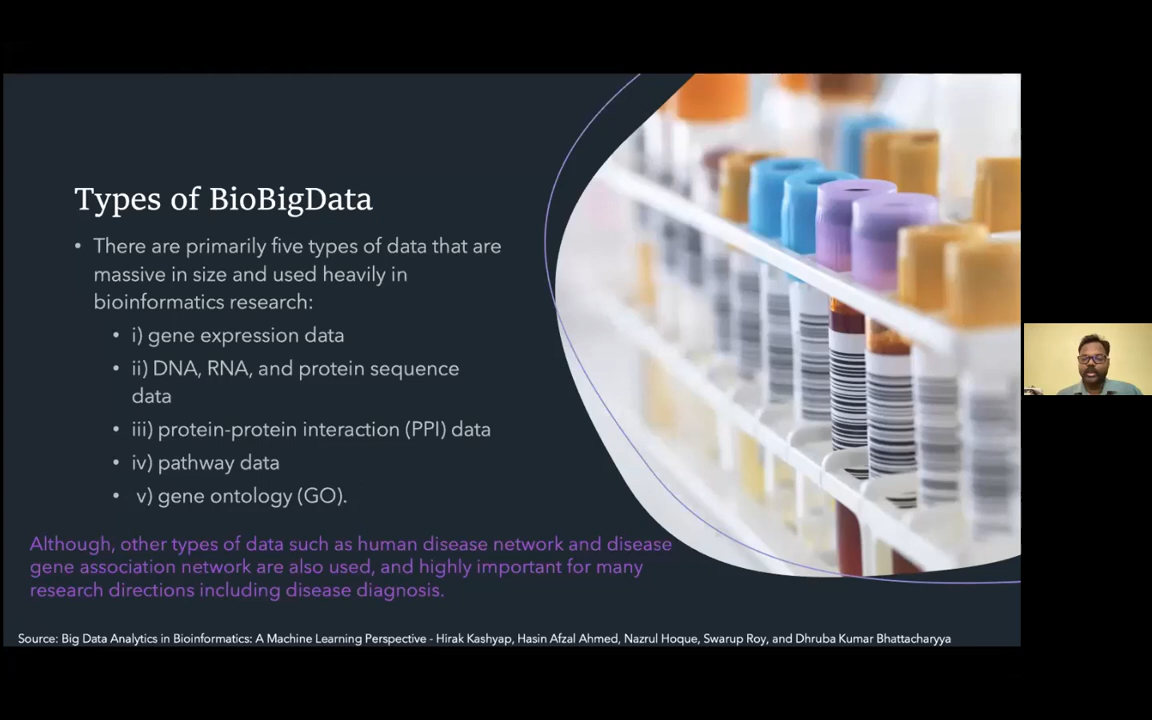 Types of BioBigData
• There are primarily five types of data that are
massive in size and used heavily in
bioinformatics research:
• i) gene expression data
• ii) DNA, RNA, and protein sequence
data
• iii) protein-protein interaction (PPI) data
• iv) pathway data
• v) gene ontology (GO).
Although, other types of data such as human disease network and disease
gene association network are also used, and highly important for many
research directions including disease diagnosis.
Source: Big Data Analytics in Bioinformatics: A Machine Learning Perspective - Hirak Kashyap, Hasin Afzal Ahmed, Nazrul Hoque, Swarup Roy, and Dhruba Kumar Bhattacharyya